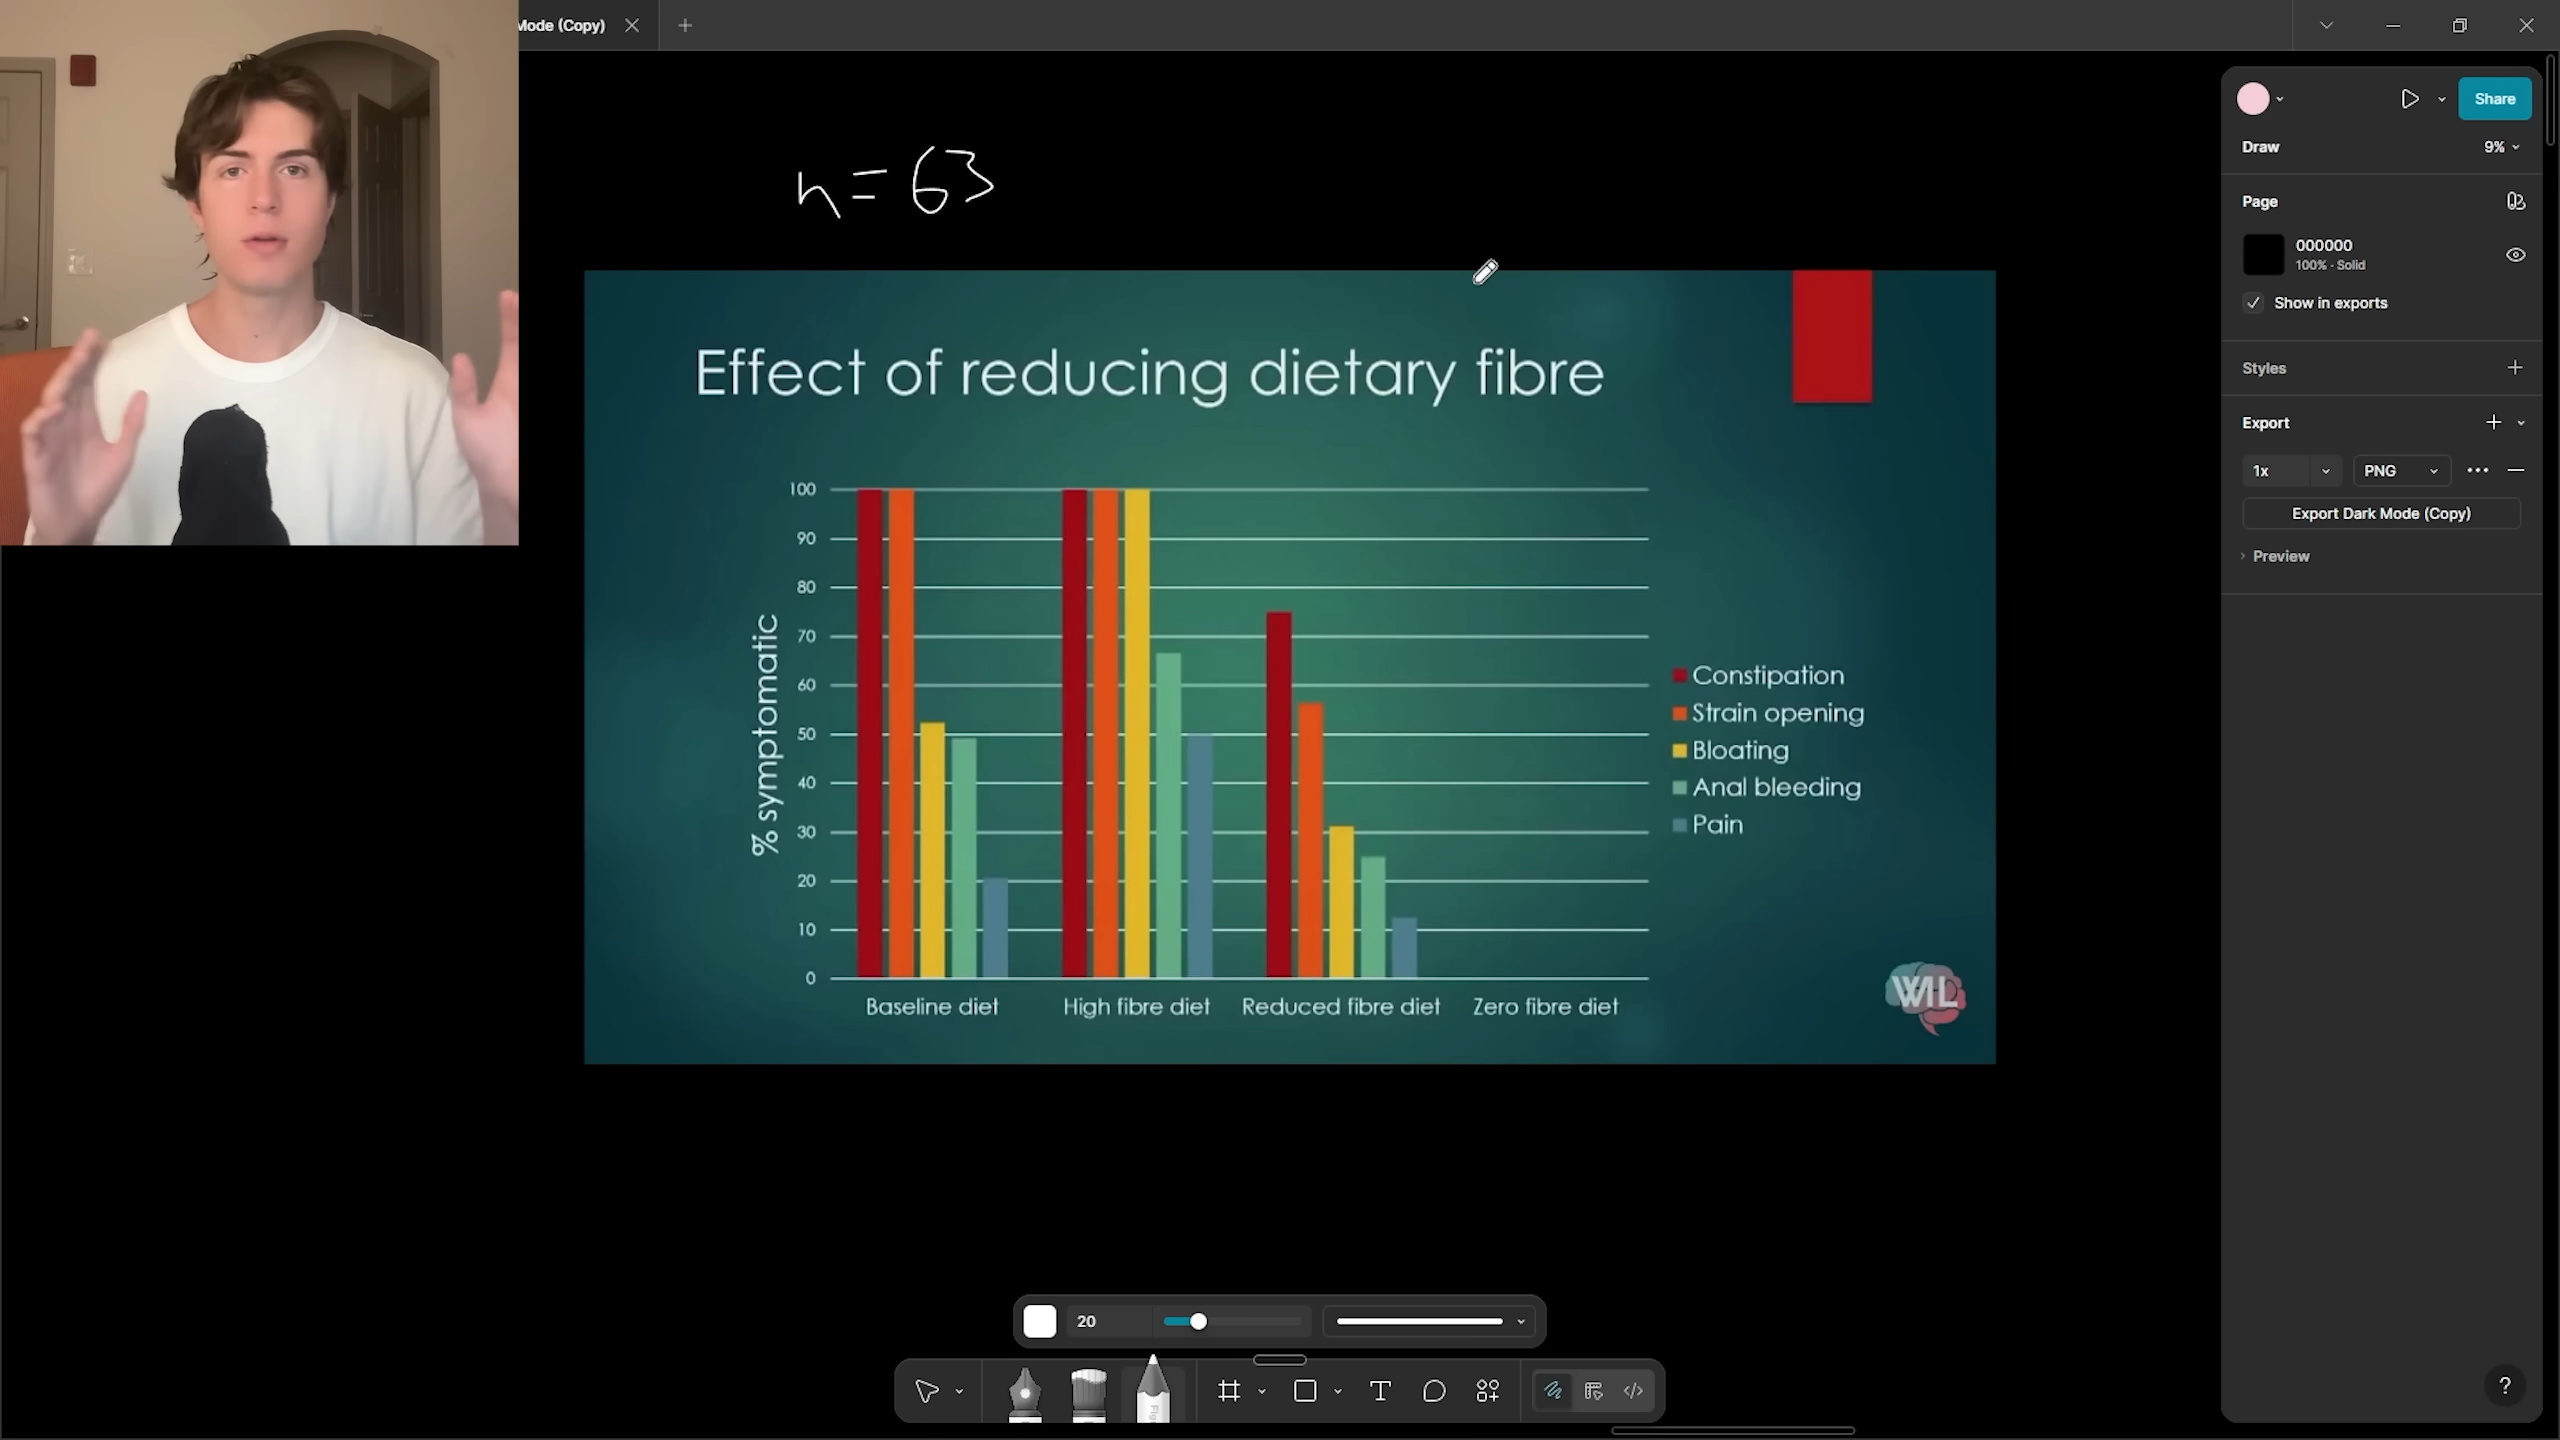 Mode (Copy)
Share
Draw
9%
n = 63
Page
000000
100% - Solid
Show in exports
Effect of reducing dietary fibre
Styles
Export
1x
PNG
Export Dark Mode (Copy)
Preview
100
90
80
70
60
50
40
30
20
10
0
% symptomatic
Constipation
Strain opening
Bloating
Anal bleeding
Pain
Baseline diet
High fibre diet
Reduced fibre diet
Zero fibre diet
WIL
20
?